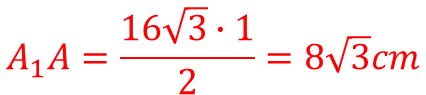 A₁A = (16√3 · 1)/2 = 8√3cm